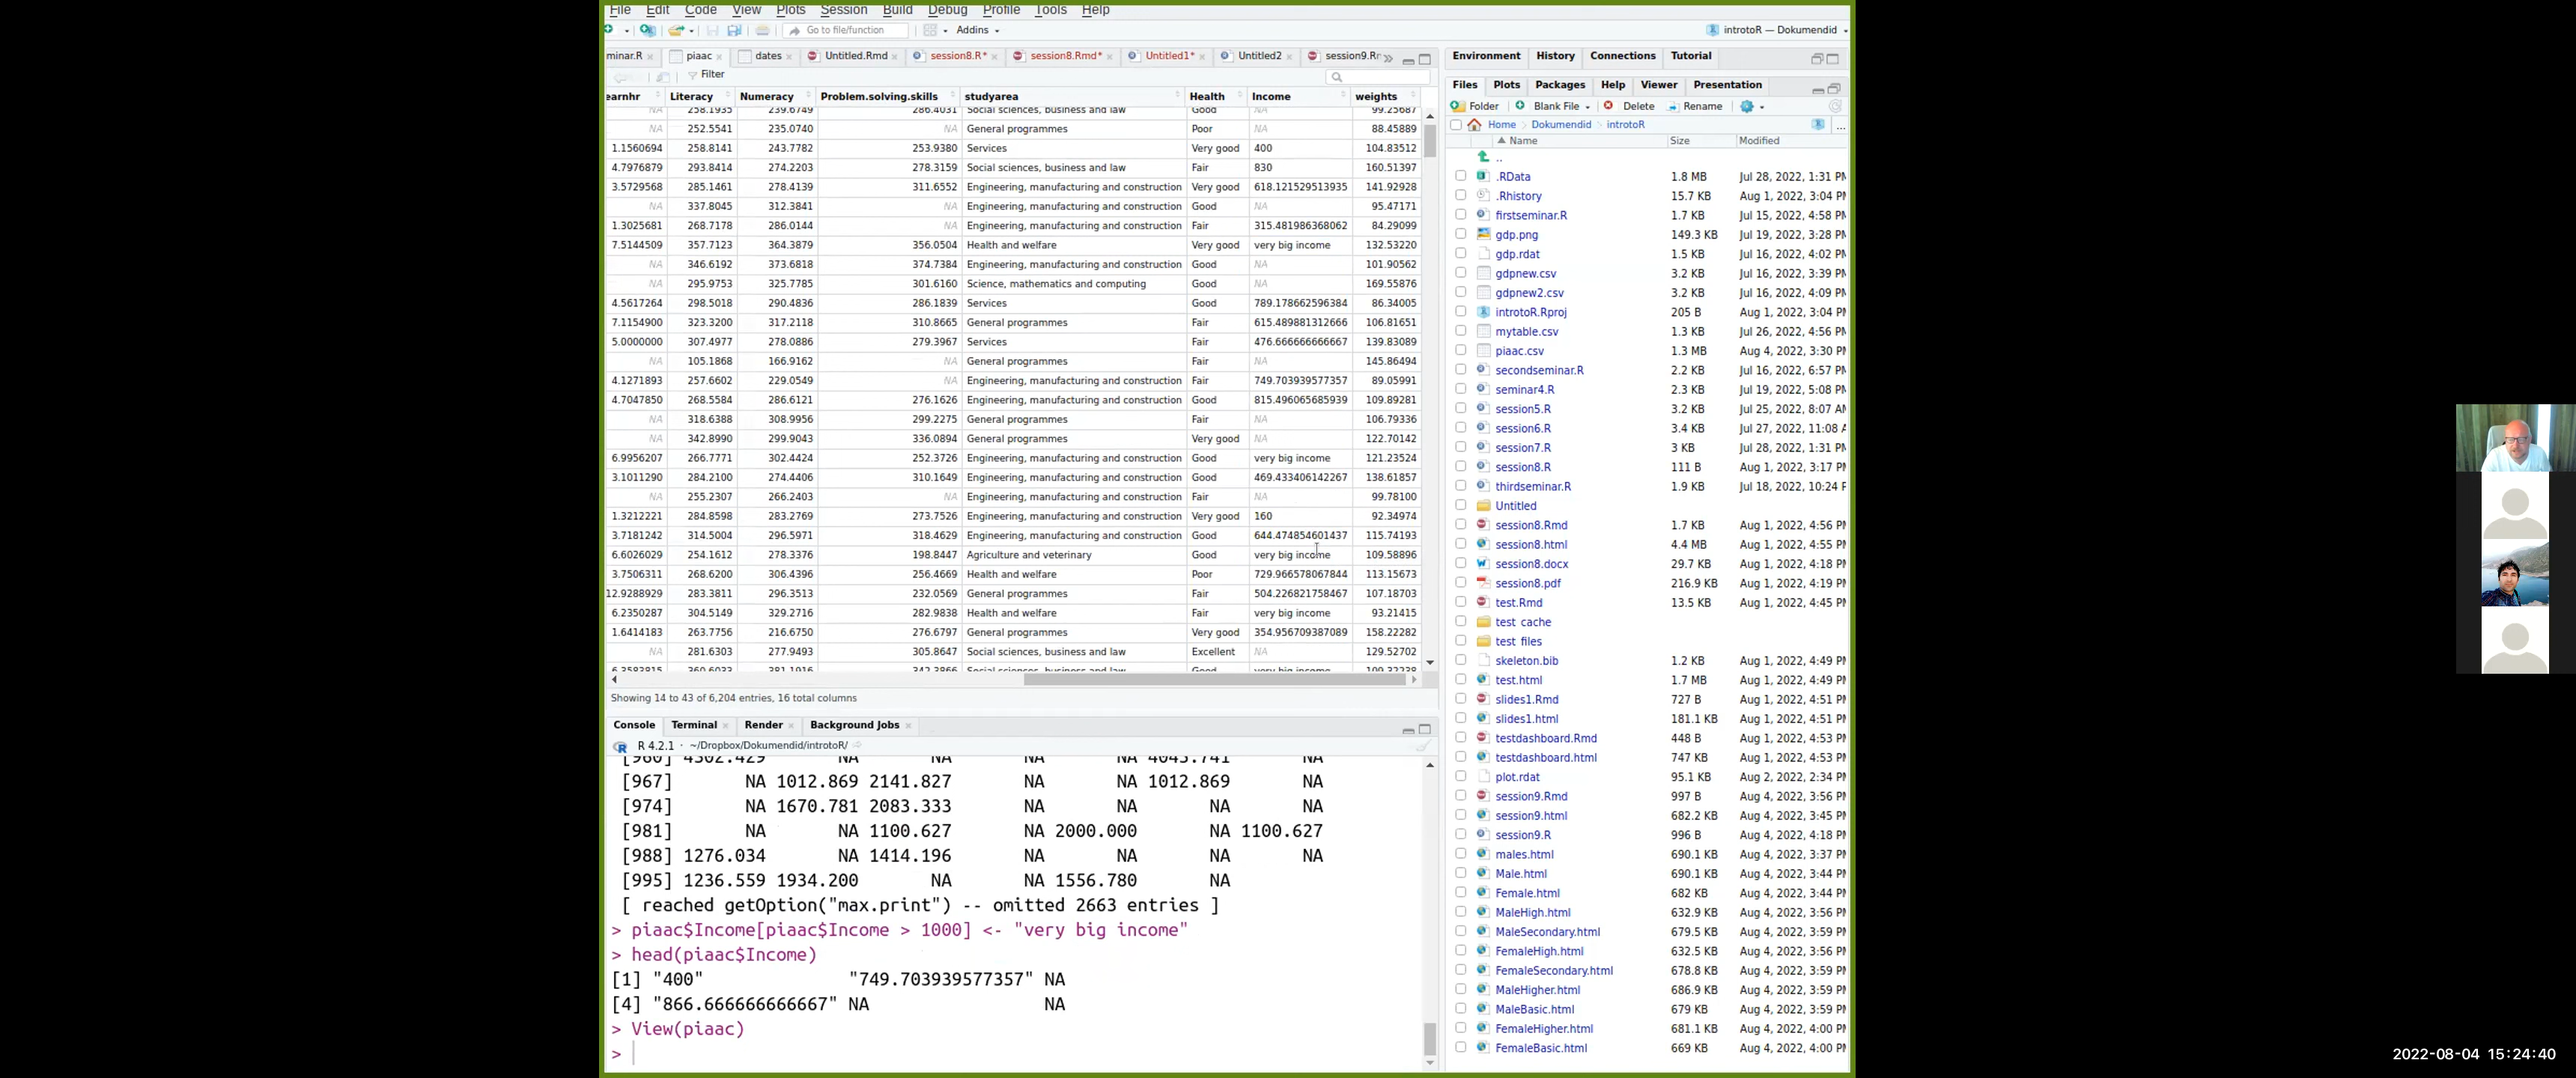 File Edit Code View Plots Session Build Debug Profile Tools Help
Go to file/function Addins introtoR — Dokumendid
minar.R piaac dates Untitled.Rmd session8.R* session8.Rmd* Untitled1* Untitled2 session9.Rn
Filter
earnhr Literacy Numeracy Problem.solving.skills studyarea Health Income weights
NA 258.1935 239.6749 286.4031 Social sciences, business and law Good NA 99.25687
NA 252.5541 235.0740 NA General programmes Poor NA 88.45889
1.1560694 258.8141 243.7782 253.9380 Services Very good 400 104.83512
4.7976879 293.8414 274.2203 278.3159 Social sciences, business and law Fair 830 160.51397
3.5729568 285.1461 278.4139 311.6552 Engineering, manufacturing and construction Very good 618.121529513935 141.92928
NA 337.8045 312.3841 NA Engineering, manufacturing and construction Good NA 95.47171
1.3025681 268.7178 286.0144 NA Engineering, manufacturing and construction Fair 315.481986368062 84.29099
7.5144509 357.7123 364.3879 356.0504 Health and welfare Very good very big income 132.53220
NA 346.6192 373.6818 374.7384 Engineering, manufacturing and construction Good NA 101.90562
NA 295.9753 325.7785 301.6160 Science, mathematics and computing Good NA 169.55876
4.5617264 298.5018 290.4836 286.1839 Services Good 789.178662596384 86.34005
7.1154900 323.3200 317.2118 310.8665 General programmes Fair 615.489881312666 106.81651
5.0000000 307.4977 278.0886 279.3967 Services Fair 476.666666666667 139.83089
NA 105.1868 166.9162 NA General programmes Fair NA 145.86494
4.1271893 257.6602 229.0549 NA Engineering, manufacturing and construction Fair 749.703939577357 89.05991
4.7047850 268.5584 286.6121 276.1626 Engineering, manufacturing and construction Good 815.496065685939 109.89281
NA 318.6388 308.9956 299.2275 General programmes Fair NA 106.79336
NA 342.8990 299.9043 336.0894 General programmes Very good NA 122.70142
6.9956207 266.7771 302.4424 252.3726 Engineering, manufacturing and construction Good very big income 121.23524
3.1011290 284.2100 274.4406 310.1649 Engineering, manufacturing and construction Good 469.433406142267 138.61857
NA 255.2307 266.2403 NA Engineering, manufacturing and construction Fair NA 99.78100
1.3212221 284.8598 283.2769 273.7526 Engineering, manufacturing and construction Very good 160 92.34974
3.7181242 314.5004 296.5971 318.4629 Engineering, manufacturing and construction Good 644.474854601437 115.74193
6.6026029 254.1612 278.3376 198.8447 Agriculture and veterinary Good very big income 109.58896
3.7506311 268.6200 306.4396 256.4669 Health and welfare Poor 729.966578067844 113.15673
12.9288929 283.3811 296.3513 232.0569 General programmes Fair 504.226821758467 107.18703
6.2350287 304.5149 329.2716 282.9838 Health and welfare Fair very big income 93.21415
1.6414183 263.7756 216.6750 276.6797 General programmes Very good 354.956709387089 158.22282
NA 281.6303 277.9493 305.8647 Social sciences, business and law Excellent NA 129.52702
6.3583815 360.6033 381.1916 342.3866 Social sciences, business and law Good very big income 109.32238
Showing 14 to 43 of 6,204 entries, 16 total columns
Console Terminal Render Background Jobs
R 4.2.1 · ~/Dropbox/Dokumendid/introtoR/
[960] 4302.429 NA NA NA NA 4043.741 NA
[967] NA 1012.869 2141.827 NA NA 1012.869 NA
[974] NA 1670.781 2083.333 NA NA NA NA
[981] NA NA 1100.627 NA 2000.000 NA 1100.627
[988] 1276.034 NA 1414.196 NA NA NA NA
[995] 1236.559 1934.200 NA NA 1556.780 NA
[ reached getOption("max.print") -- omitted 2663 entries ]
> piaac$Income[piaac$Income > 1000] <- "very big income"
> head(piaac$Income)
[1] "400" "749.703939577357" NA
[4] "866.666666666667" NA NA
> View(piaac)
>
Environment History Connections Tutorial
Files Plots Packages Help Viewer Presentation
Folder Blank File Delete Rename
Home Dokumendid introtoR ...
Name Size Modified
..
.RData 1.8 MB Jul 28, 2022, 1:31 PM
.Rhistory 15.7 KB Aug 1, 2022, 3:04 PM
firstseminar.R 1.7 KB Jul 15, 2022, 4:58 PM
gdp.png 149.3 KB Jul 19, 2022, 3:28 PM
gdp.rdat 1.5 KB Jul 16, 2022, 4:02 PM
gdpnew.csv 3.2 KB Jul 16, 2022, 3:39 PM
gdpnew2.csv 3.2 KB Jul 16, 2022, 4:09 PM
introtoR.Rproj 205 B Aug 1, 2022, 3:04 PM
mytable.csv 1.3 KB Jul 26, 2022, 4:56 PM
piaac.csv 1.3 MB Aug 4, 2022, 3:30 PM
secondseminar.R 2.2 KB Jul 16, 2022, 6:57 PM
seminar4.R 2.3 KB Jul 19, 2022, 5:08 PM
session5.R 3.2 KB Jul 25, 2022, 8:07 AM
session6.R 3.4 KB Jul 27, 2022, 11:08 A
session7.R 3 KB Jul 28, 2022, 1:31 PM
session8.R 111 B Aug 1, 2022, 3:17 PM
thirdseminar.R 1.9 KB Jul 18, 2022, 10:24 P
Untitled
session8.Rmd 1.7 KB Aug 1, 2022, 4:56 PM
session8.html 4.4 MB Aug 1, 2022, 4:55 PM
session8.docx 29.7 KB Aug 1, 2022, 4:18 PM
session8.pdf 216.9 KB Aug 1, 2022, 4:19 PM
test.Rmd 13.5 KB Aug 1, 2022, 4:45 PM
test_cache
test_files
skeleton.bib 1.2 KB Aug 1, 2022, 4:49 PM
test.html 1.7 MB Aug 1, 2022, 4:49 PM
slides1.Rmd 727 B Aug 1, 2022, 4:51 PM
slides1.html 181.1 KB Aug 1, 2022, 4:51 PM
testdashboard.Rmd 448 B Aug 1, 2022, 4:53 PM
testdashboard.html 747 KB Aug 1, 2022, 4:53 PM
plot.rdat 95.1 KB Aug 2, 2022, 2:34 PM
session9.Rmd 997 B Aug 4, 2022, 3:56 PM
session9.html 682.2 KB Aug 4, 2022, 3:45 PM
session9.R 996 B Aug 4, 2022, 4:18 PM
males.html 690.1 KB Aug 4, 2022, 3:37 PM
Male.html 690.1 KB Aug 4, 2022, 3:44 PM
Female.html 682 KB Aug 4, 2022, 3:44 PM
MaleHigh.html 632.9 KB Aug 4, 2022, 3:56 PM
MaleSecondary.html 679.5 KB Aug 4, 2022, 3:59 PM
FemaleHigh.html 632.5 KB Aug 4, 2022, 3:56 PM
FemaleSecondary.html 678.8 KB Aug 4, 2022, 3:59 PM
MaleHigher.html 686.9 KB Aug 4, 2022, 3:59 PM
MaleBasic.html 679 KB Aug 4, 2022, 3:59 PM
FemaleHigher.html 681.1 KB Aug 4, 2022, 4:00 PM
FemaleBasic.html 669 KB Aug 4, 2022, 4:00 PM
2022-08-04 15:24:40